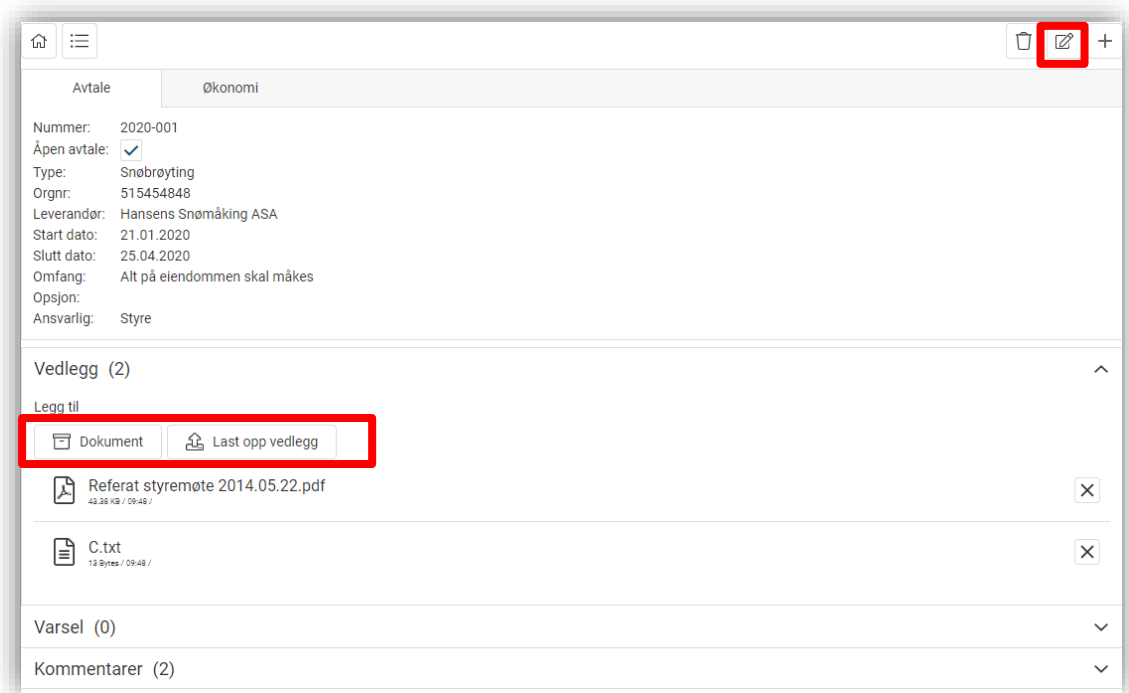 Avtale Økonomi
Nummer: 2020-001
Åpen avtale:
Type: Snøbrøyting
Orgnr: 515454848
Leverandør: Hansens Snømåking ASA
Start dato: 21.01.2020
Slutt dato: 25.04.2020
Omfang: Alt på eiendommen skal måkes
Opsjon:
Ansvarlig: Styre
Vedlegg (2)
Legg til
Dokument Last opp vedlegg
Referat styremøte 2014.05.22.pdf
43.38 KB / 09:48 /
C.txt
13 Bytes / 09:48 /
Varsel (0)
Kommentarer (2)